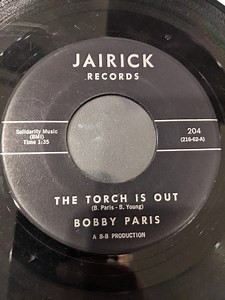 JAIRICK
RECORDS
Solidarity Music
(BMI)
Time 1:35
204
(216-62-A)
THE TORCH IS OUT
(B. Paris - B. Young)
BOBBY PARIS
A B-B PRODUCTION